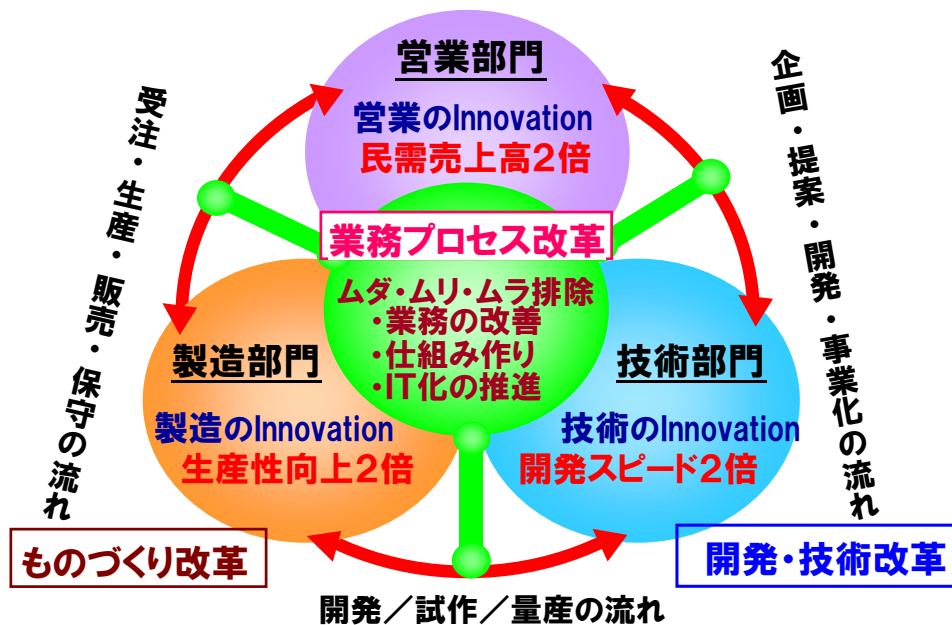 営業部門
営業のInnovation
民需売上高2倍
受注・生産・販売・保守の流れ
企画・提案・開発・事業化の流れ
業務プロセス改革
ムダ・ムリ・ムラ排除
・業務の改善
・仕組み作り
・IT化の推進
製造部門
製造のInnovation
生産性向上2倍
技術部門
技術のInnovation
開発スピード2倍
ものづくり改革
開発・技術改革
開発／試作／量産の流れ